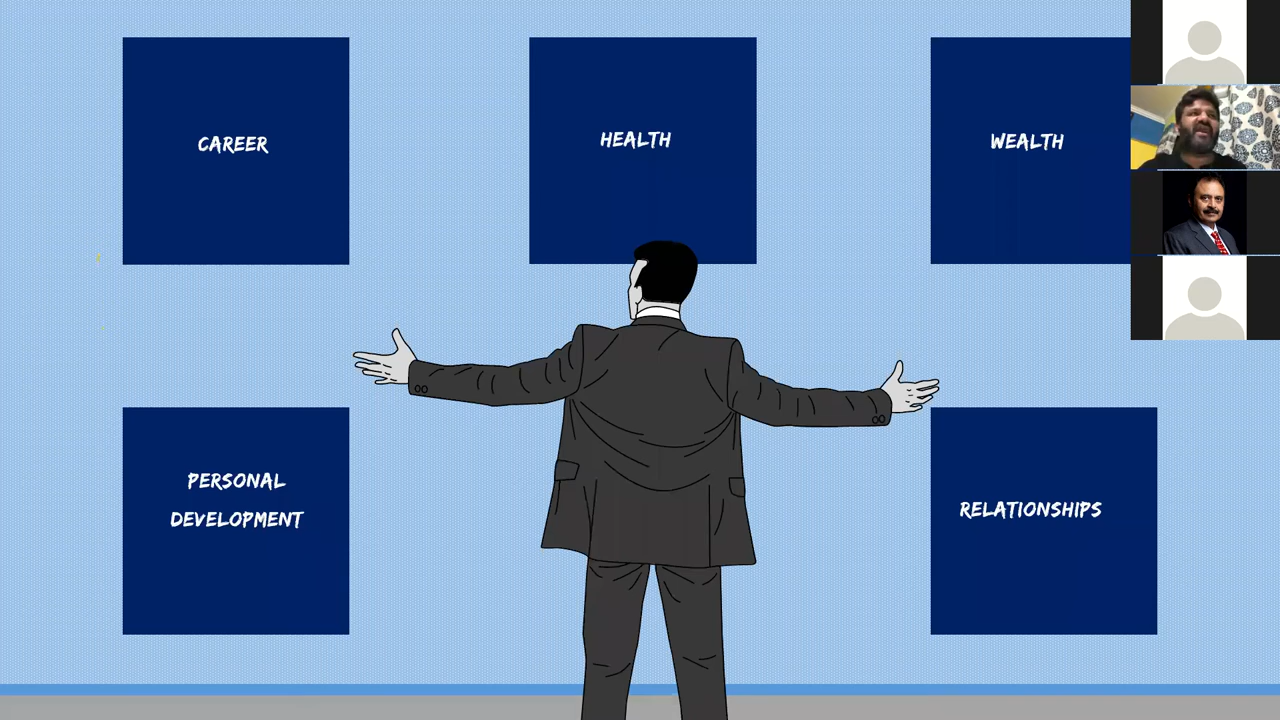 CAREER
HEALTH
WEALTH
PERSONAL
DEVELOPMENT
RELATIONSHIPS